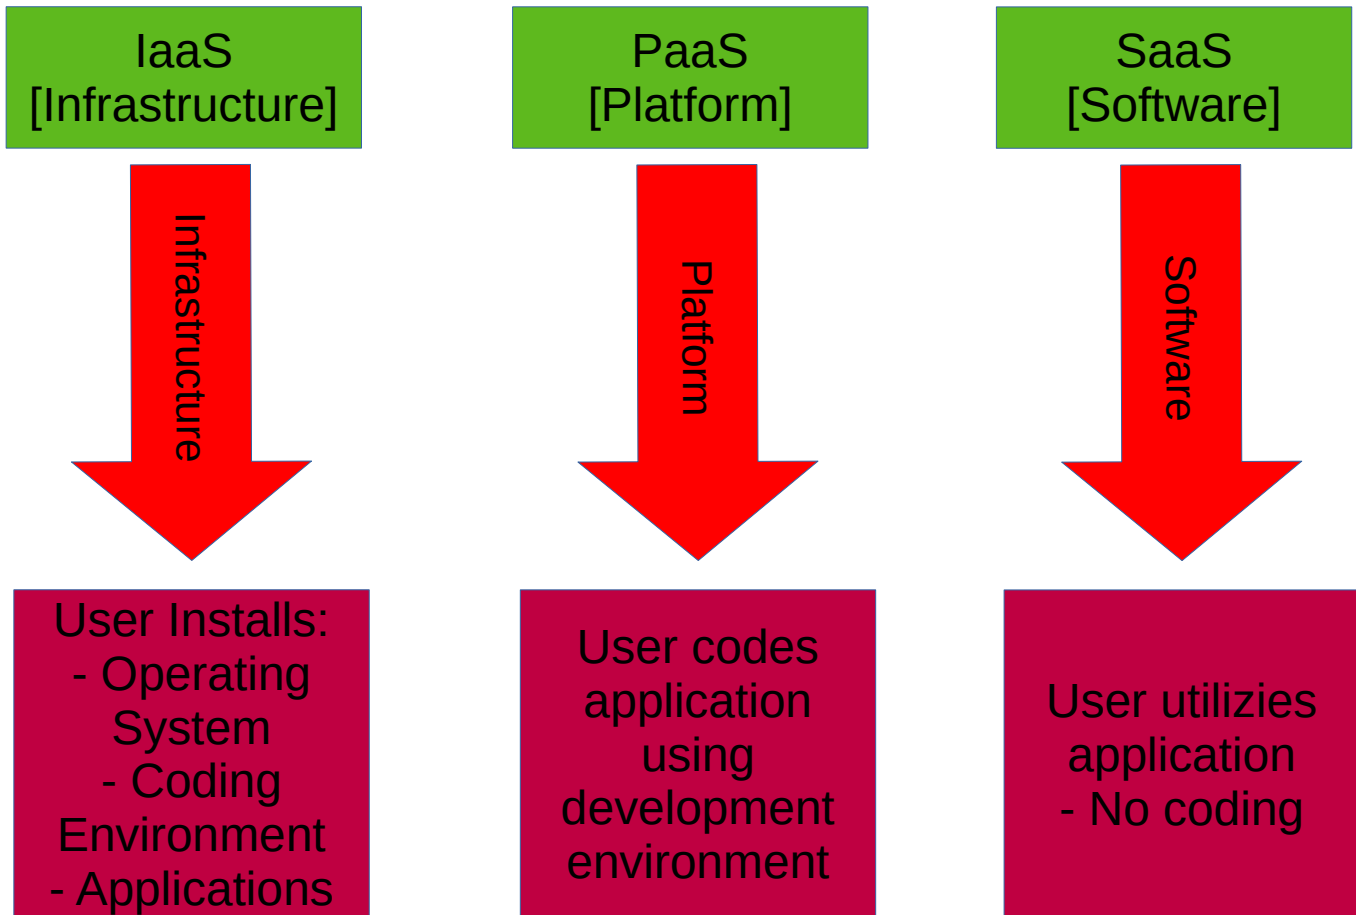 IaaS
[Infrastructure]
PaaS
[Platform]
SaaS
[Software]
Infrastructure
Platform
Software
User Installs:
- Operating
System
- Coding
Environment
- Applications
User codes
application
using
development
environment
User utilizies
application
- No coding